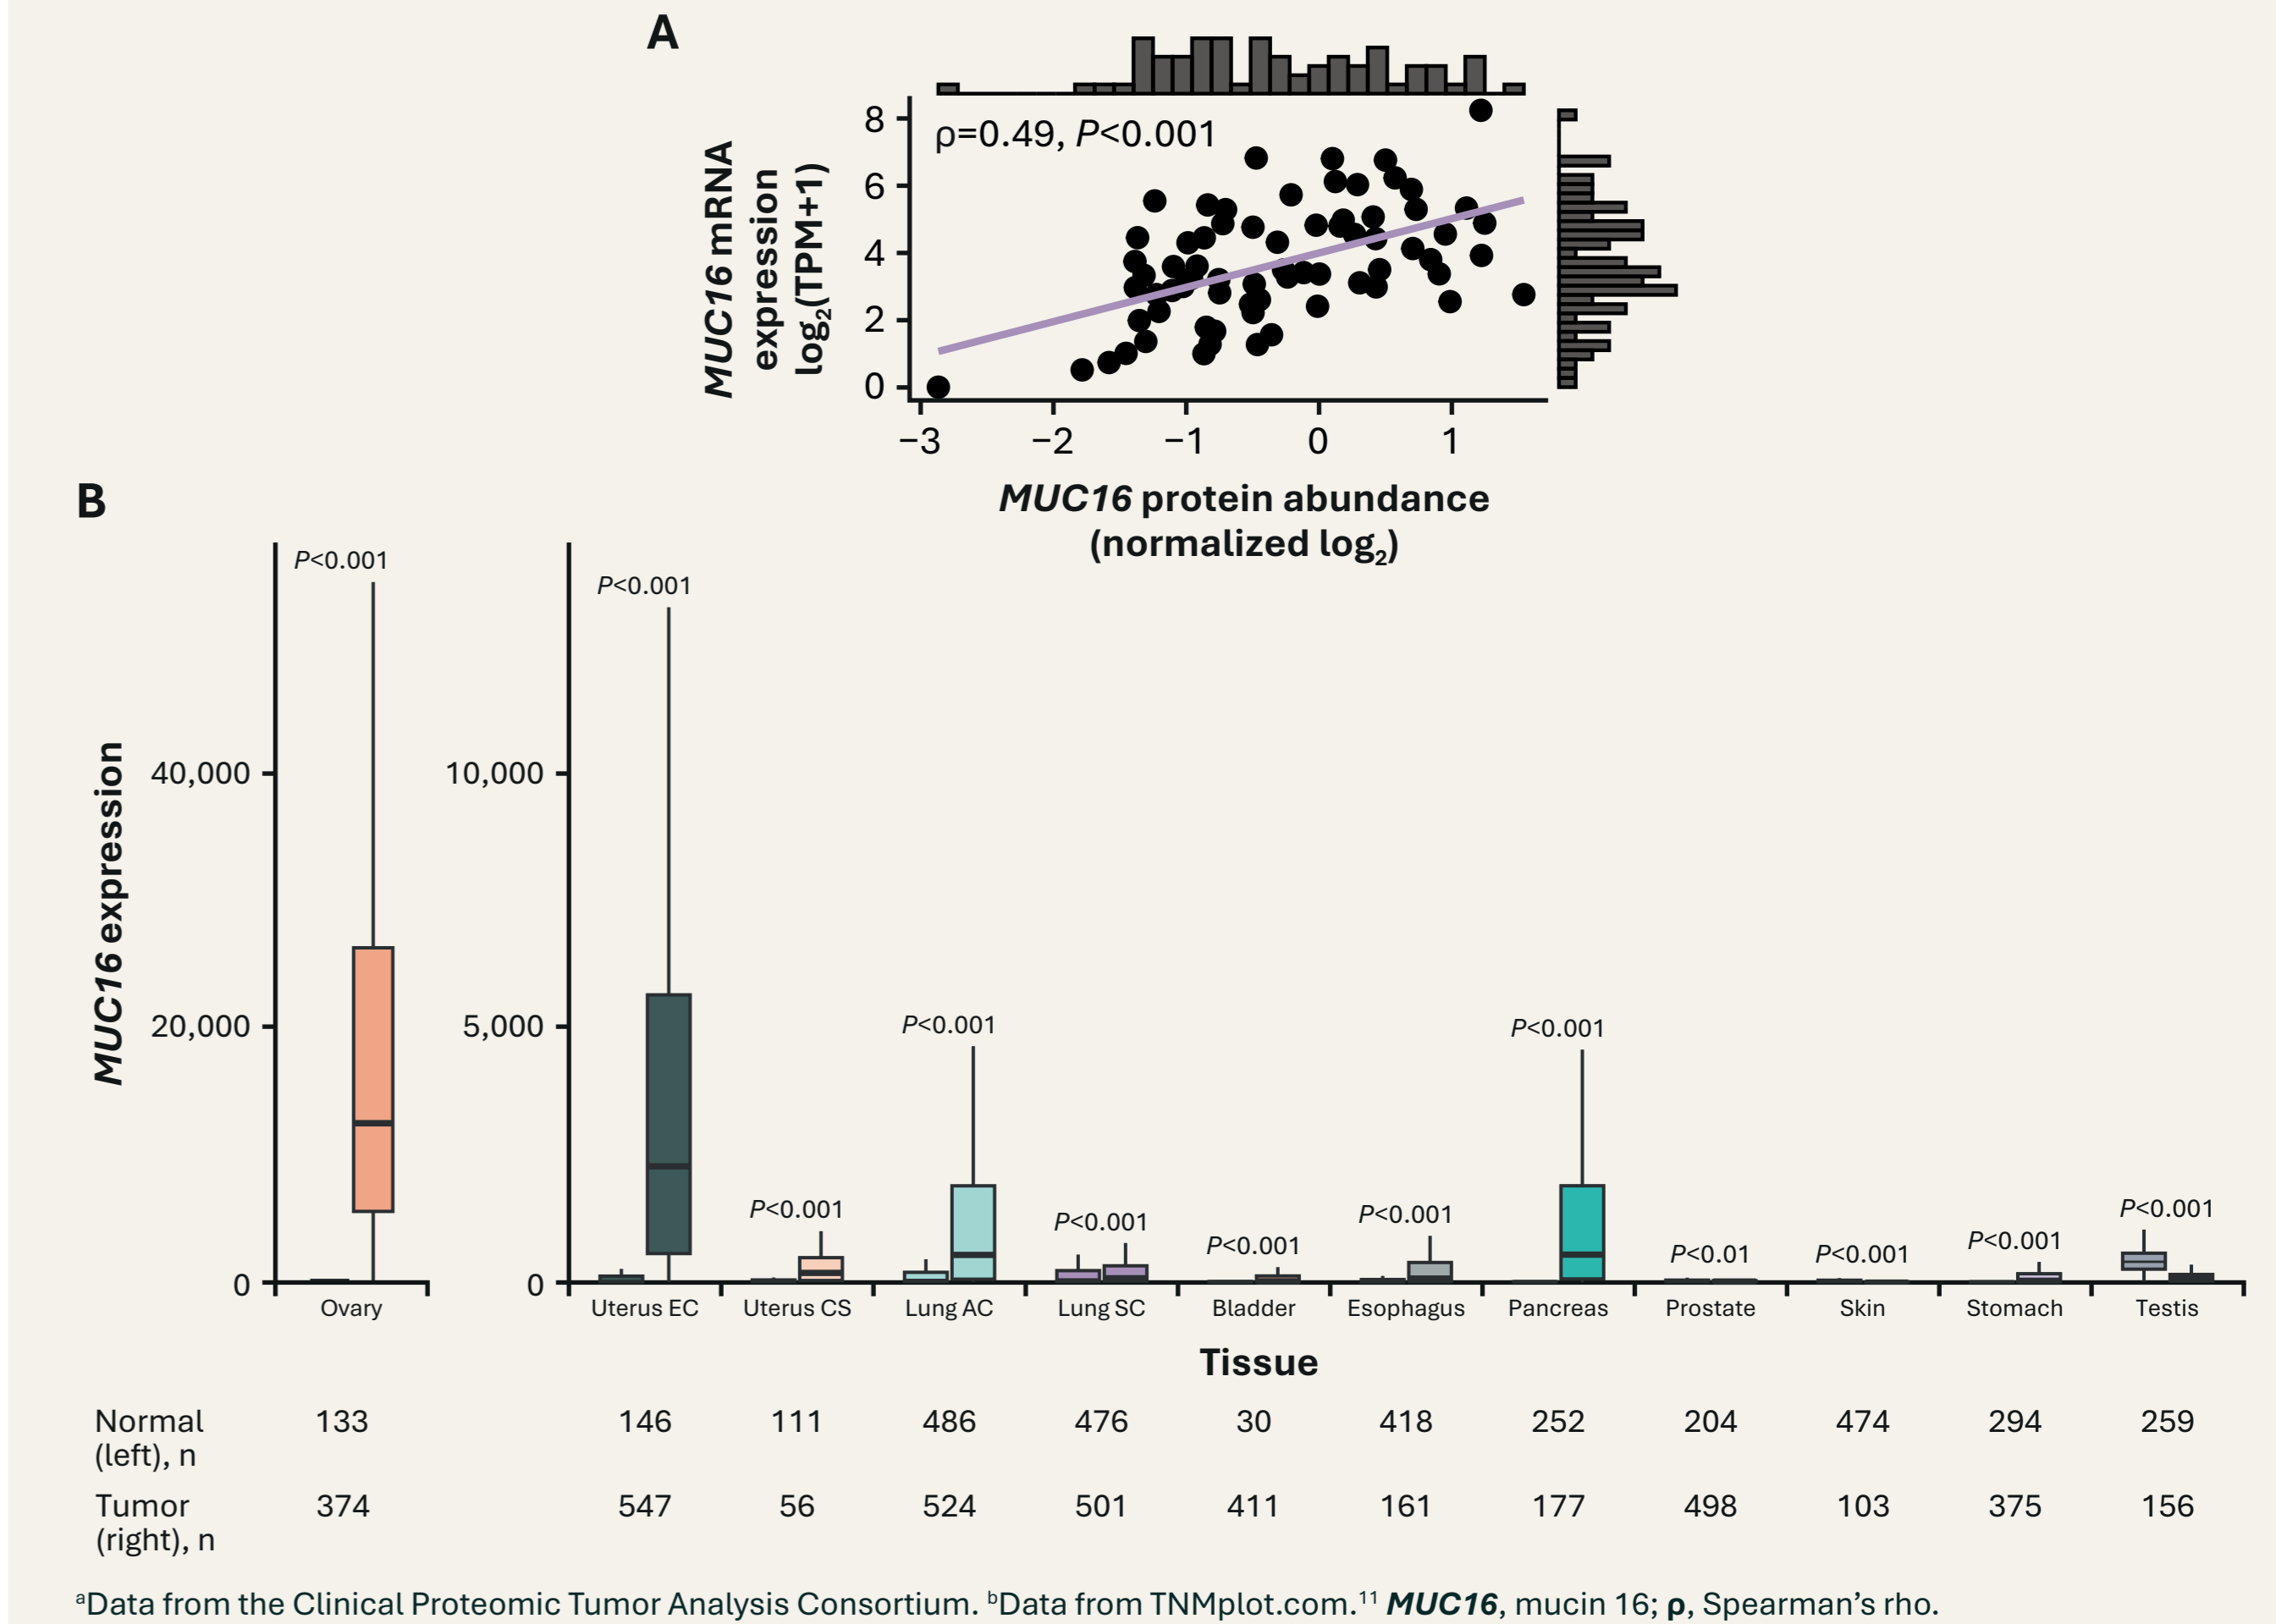 A
8
6
4
2
0
ρ=0.49, P<0.001
MUC16 mRNA
expression
log₂(TPM+1)
−3 −2 −1 0 1
MUC16 protein abundance
(normalized log₂)
B
MUC16 expression
40,000
20,000
0
P<0.001
10,000
5,000
0
P<0.001
P<0.001
P<0.001
P<0.001
P<0.001
P<0.001
P<0.001
P<0.01
P<0.001
P<0.001
P<0.001
Ovary Uterus EC Uterus CS Lung AC Lung SC Bladder Esophagus Pancreas Prostate Skin Stomach Testis
Tissue
Normal 133 146 111 486 476 30 418 252 204 474 294 259
(left), n
Tumor 374 547 56 524 501 411 161 177 498 103 375 156
(right), n
ᵃData from the Clinical Proteomic Tumor Analysis Consortium. ᵇData from TNMplot.com.¹¹ MUC16, mucin 16; ρ, Spearman’s rho.